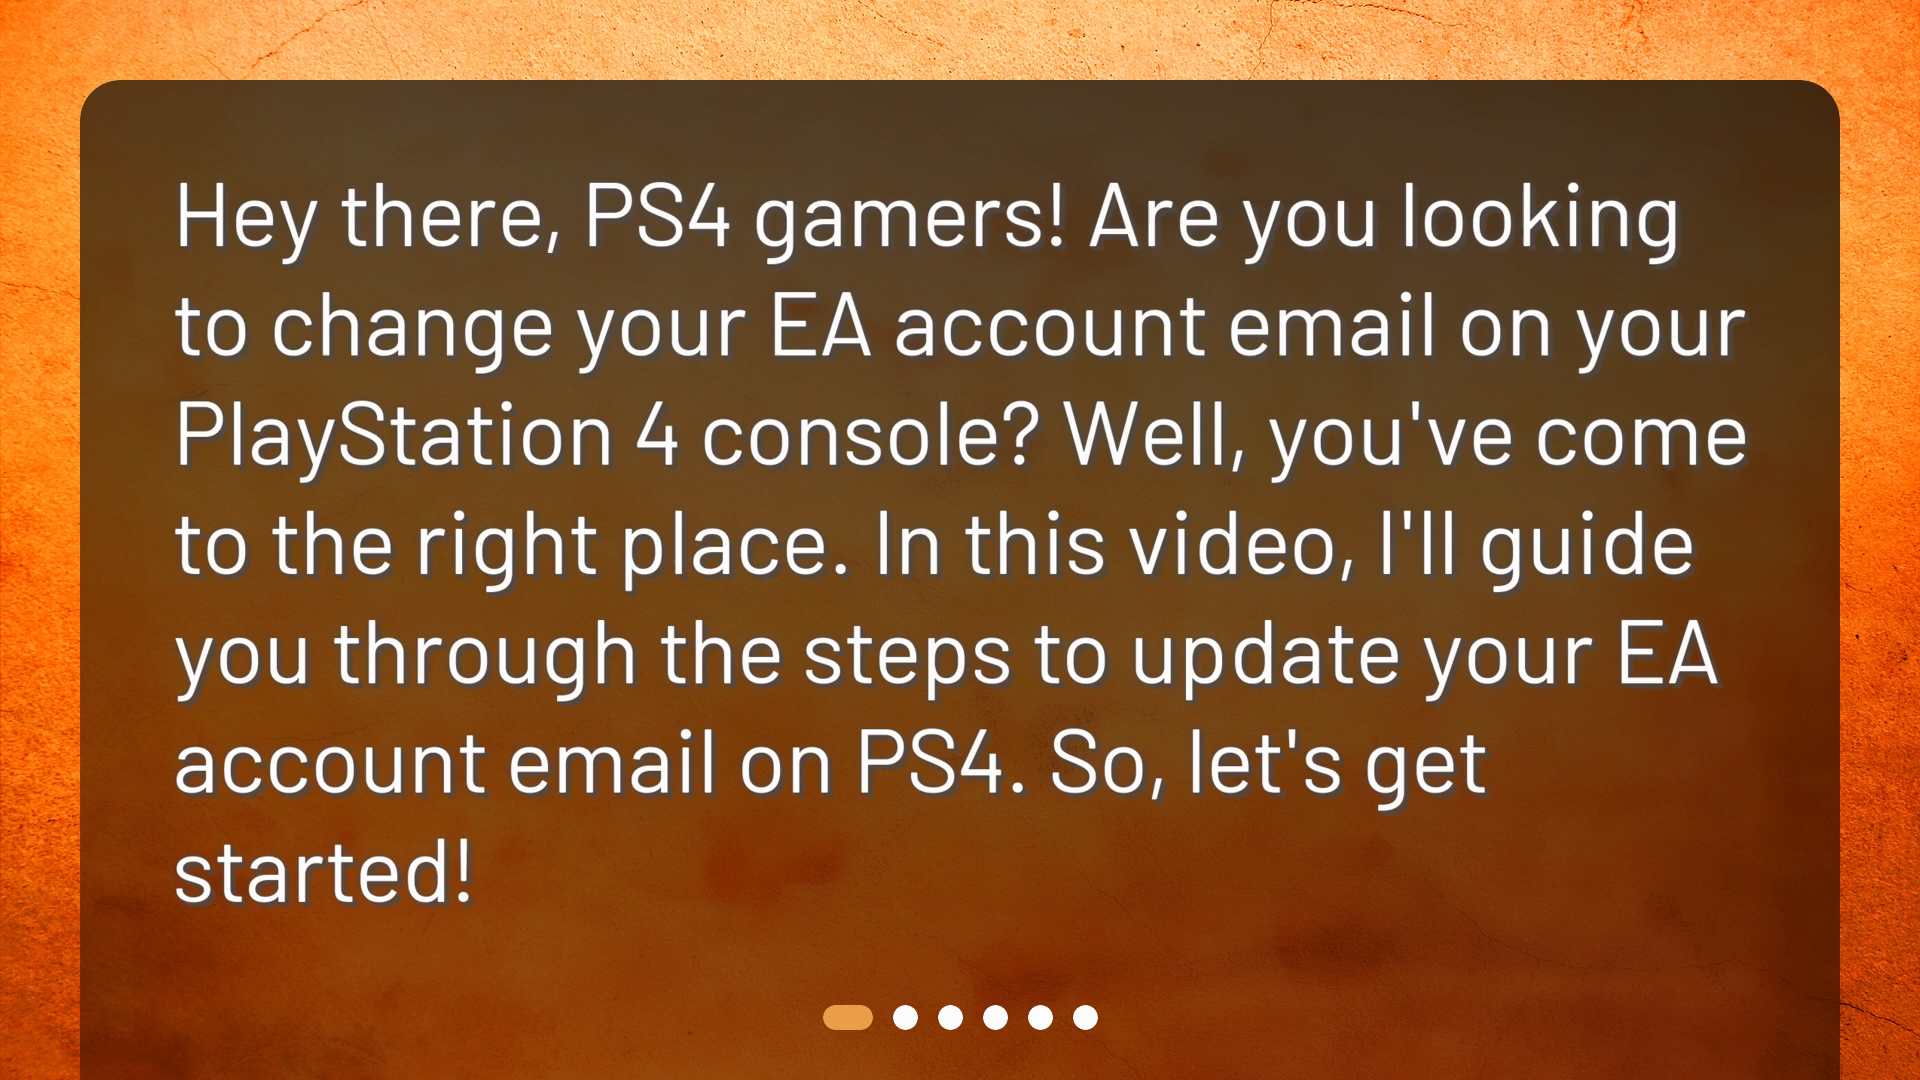 Hey there, PS4 gamers! Are you looking
to change your EA account email on your
PlayStation 4 console? Well, you've come
to the right place. In this video, I'll guide
you through the steps to update your EA
account email on PS4. So, let's get
started!